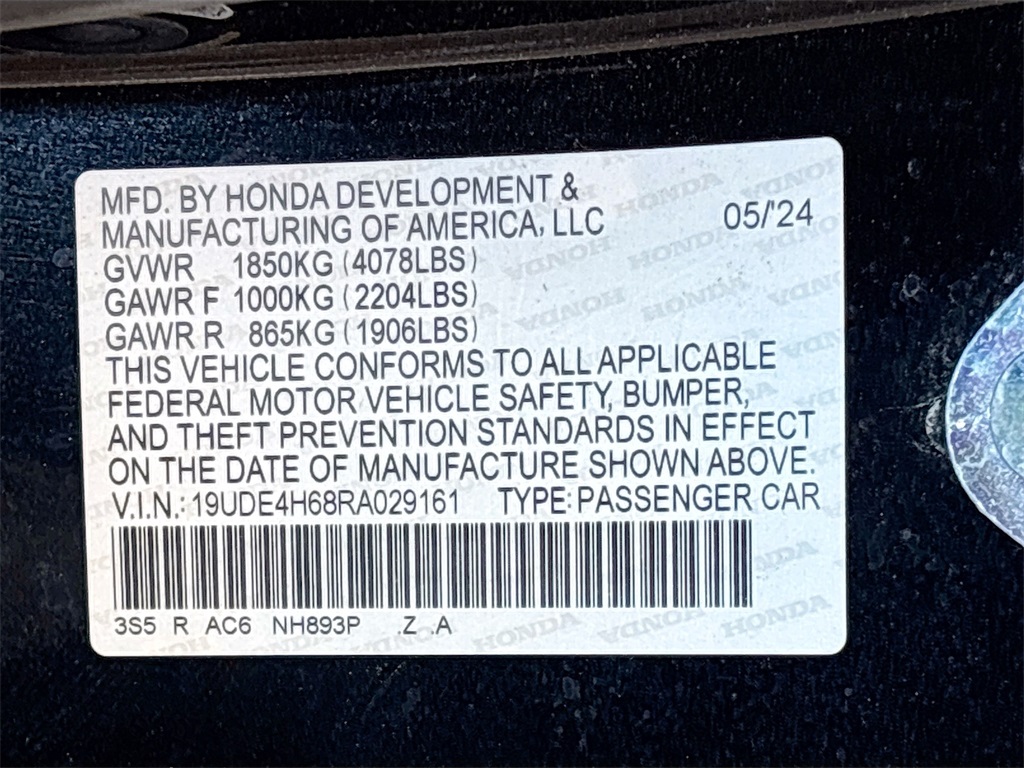 MFD. BY HONDA DEVELOPMENT &
MANUFACTURING OF AMERICA, LLC 05/'24
GVWR 1850KG (4078LBS)
GAWR F 1000KG (2204LBS)
GAWR R 865KG (1906LBS)
THIS VEHICLE CONFORMS TO ALL APPLICABLE
FEDERAL MOTOR VEHICLE SAFETY, BUMPER,
AND THEFT PREVENTION STANDARDS IN EFFECT
ON THE DATE OF MANUFACTURE SHOWN ABOVE.
V.I.N.: 19UDE4H68RA029161 TYPE: PASSENGER CAR
3S5 R AC6 NH893P Z .A